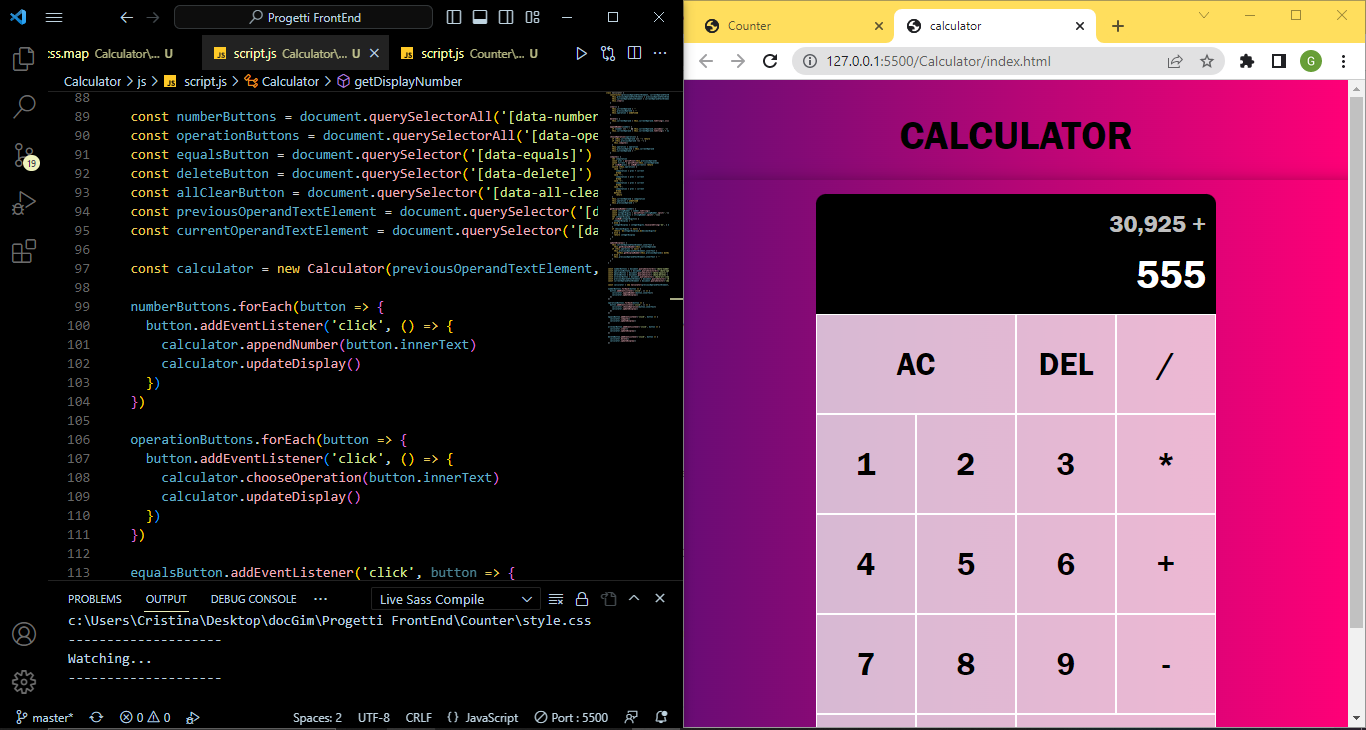 Progetti FrontEnd
:ss.map Calculator\... U
script.js Calculator\... U
script.js Counter\... U
Calculator > js > script.js > Calculator > getDisplayNumber
88
89 const numberButtons = document.querySelectorAll('[data-number
90 const operationButtons = document.querySelectorAll('[data-ope
91 const equalsButton = document.querySelector('[data-equals]')
92 const deleteButton = document.querySelector('[data-delete]')
93 const allClearButton = document.querySelector('[data-all-clea
94 const previousOperandTextElement = document.querySelector('[d
95 const currentOperandTextElement = document.querySelector('[da
96
97 const calculator = new Calculator(previousOperandTextElement,
98
99 numberButtons.forEach(button => {
100 button.addEventListener('click', () => {
101 calculator.appendNumber(button.innerText)
102 calculator.updateDisplay()
103 })
104 })
105
106 operationButtons.forEach(button => {
107 button.addEventListener('click', () => {
108 calculator.chooseOperation(button.innerText)
109 calculator.updateDisplay()
110 })
111 })
112
113 equalsButton.addEventListener('click', button => {
19
PROBLEMS OUTPUT DEBUG CONSOLE ...
Live Sass Compile
c:\Users\Cristina\Desktop\docGim\Progetti FrontEnd\Counter\style.css
--------------------
Watching...
--------------------
master* 0 0 Spaces: 2 UTF-8 CRLF {} JavaScript Port : 5500
Counter
calculator
127.0.0.1:5500/Calculator/index.html
G
CALCULATOR
30,925 +
555
AC DEL /
1 2 3 *
4 5 6 +
7 8 9 -